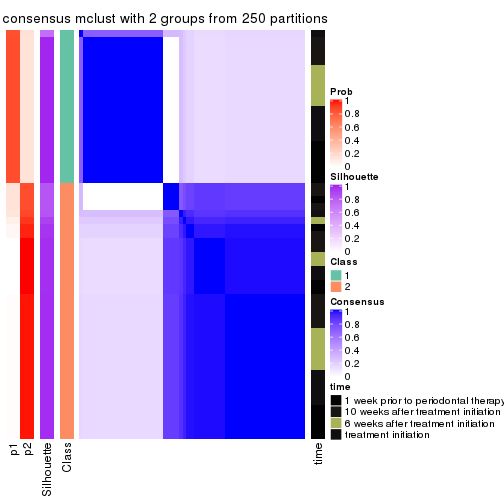 consensus mclust with 2 groups from 250 partitions
Prob
1
0.8
0.6
0.4
0.2
0
Silhouette
1
0.8
0.6
0.4
0.2
0
Class
1
2
Consensus
1
0.8
0.6
0.4
0.2
0
time
1 week prior to periodontal therapy
10 weeks after treatment initiation
6 weeks after treatment initiation
treatment initiation
p1
p2
Silhouette
Class
time